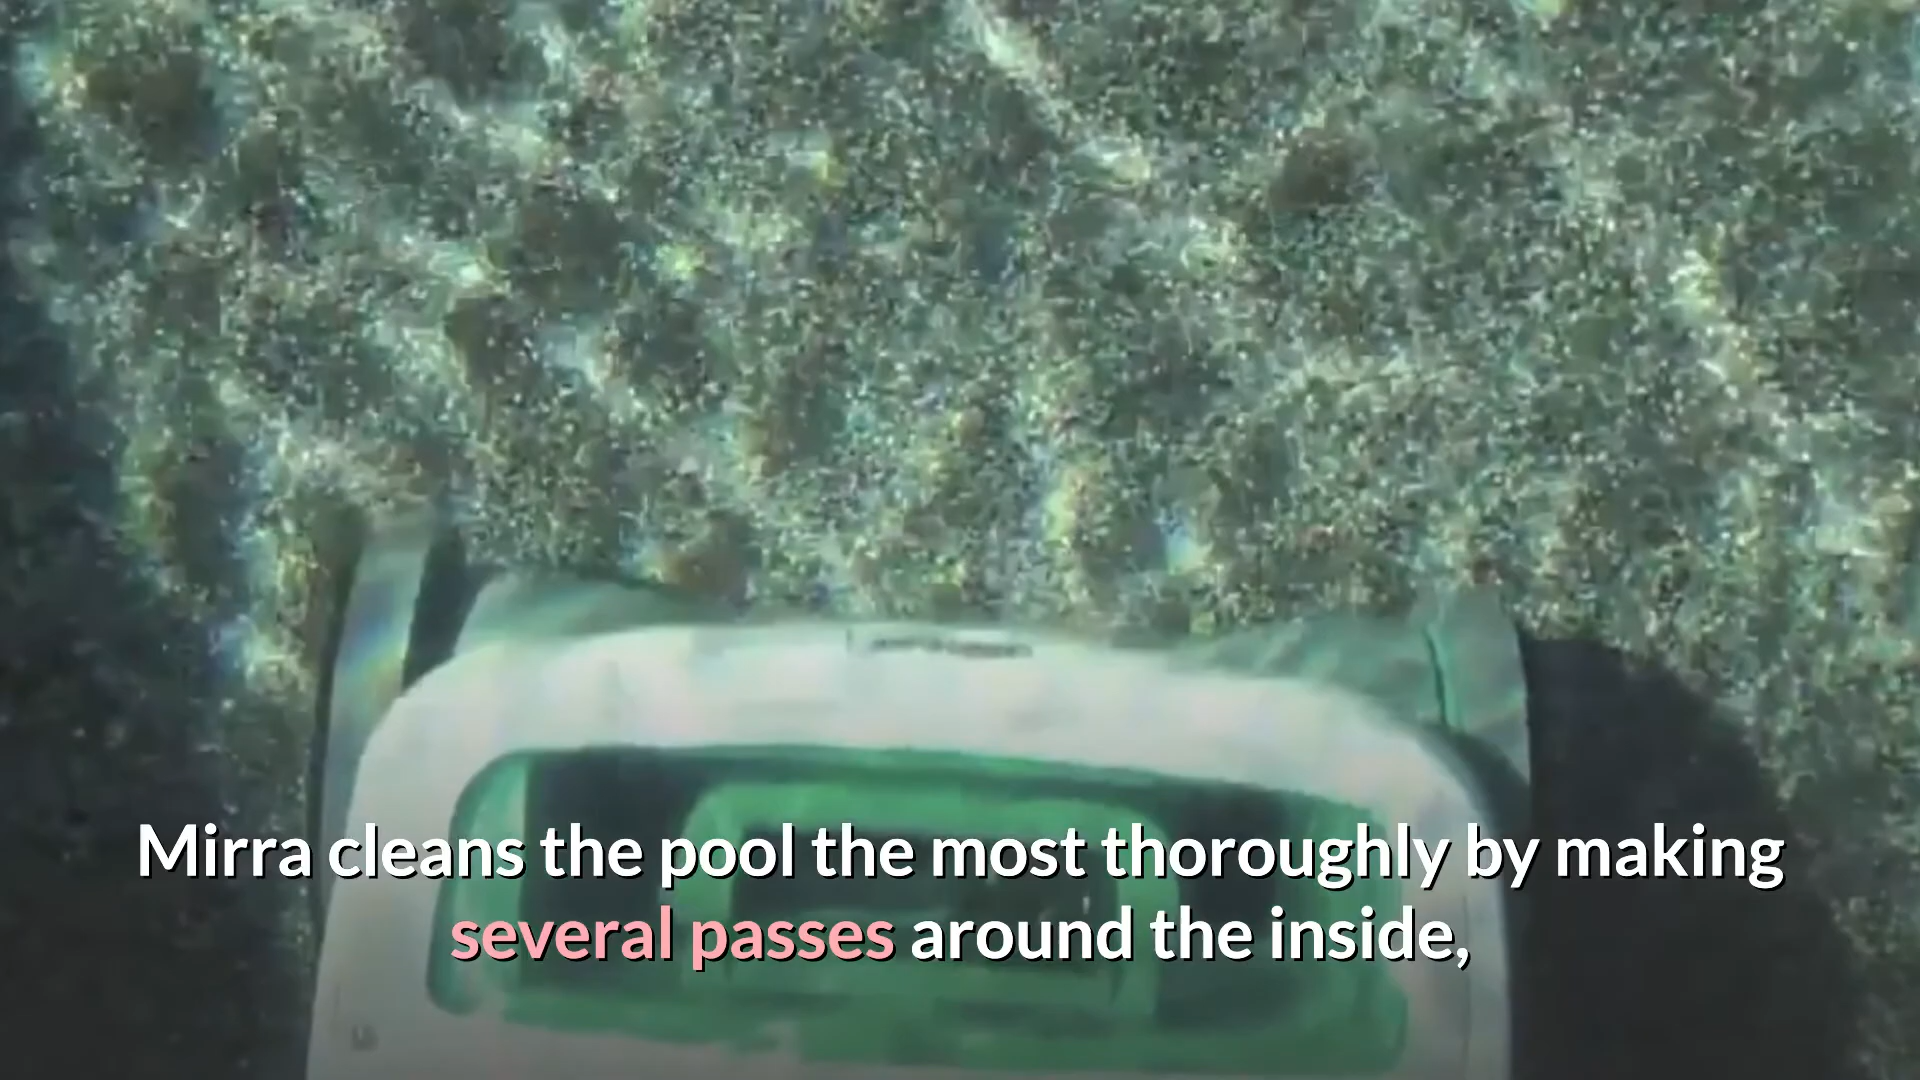 Mirra cleans the pool the most thoroughly by making
several passes around the inside,